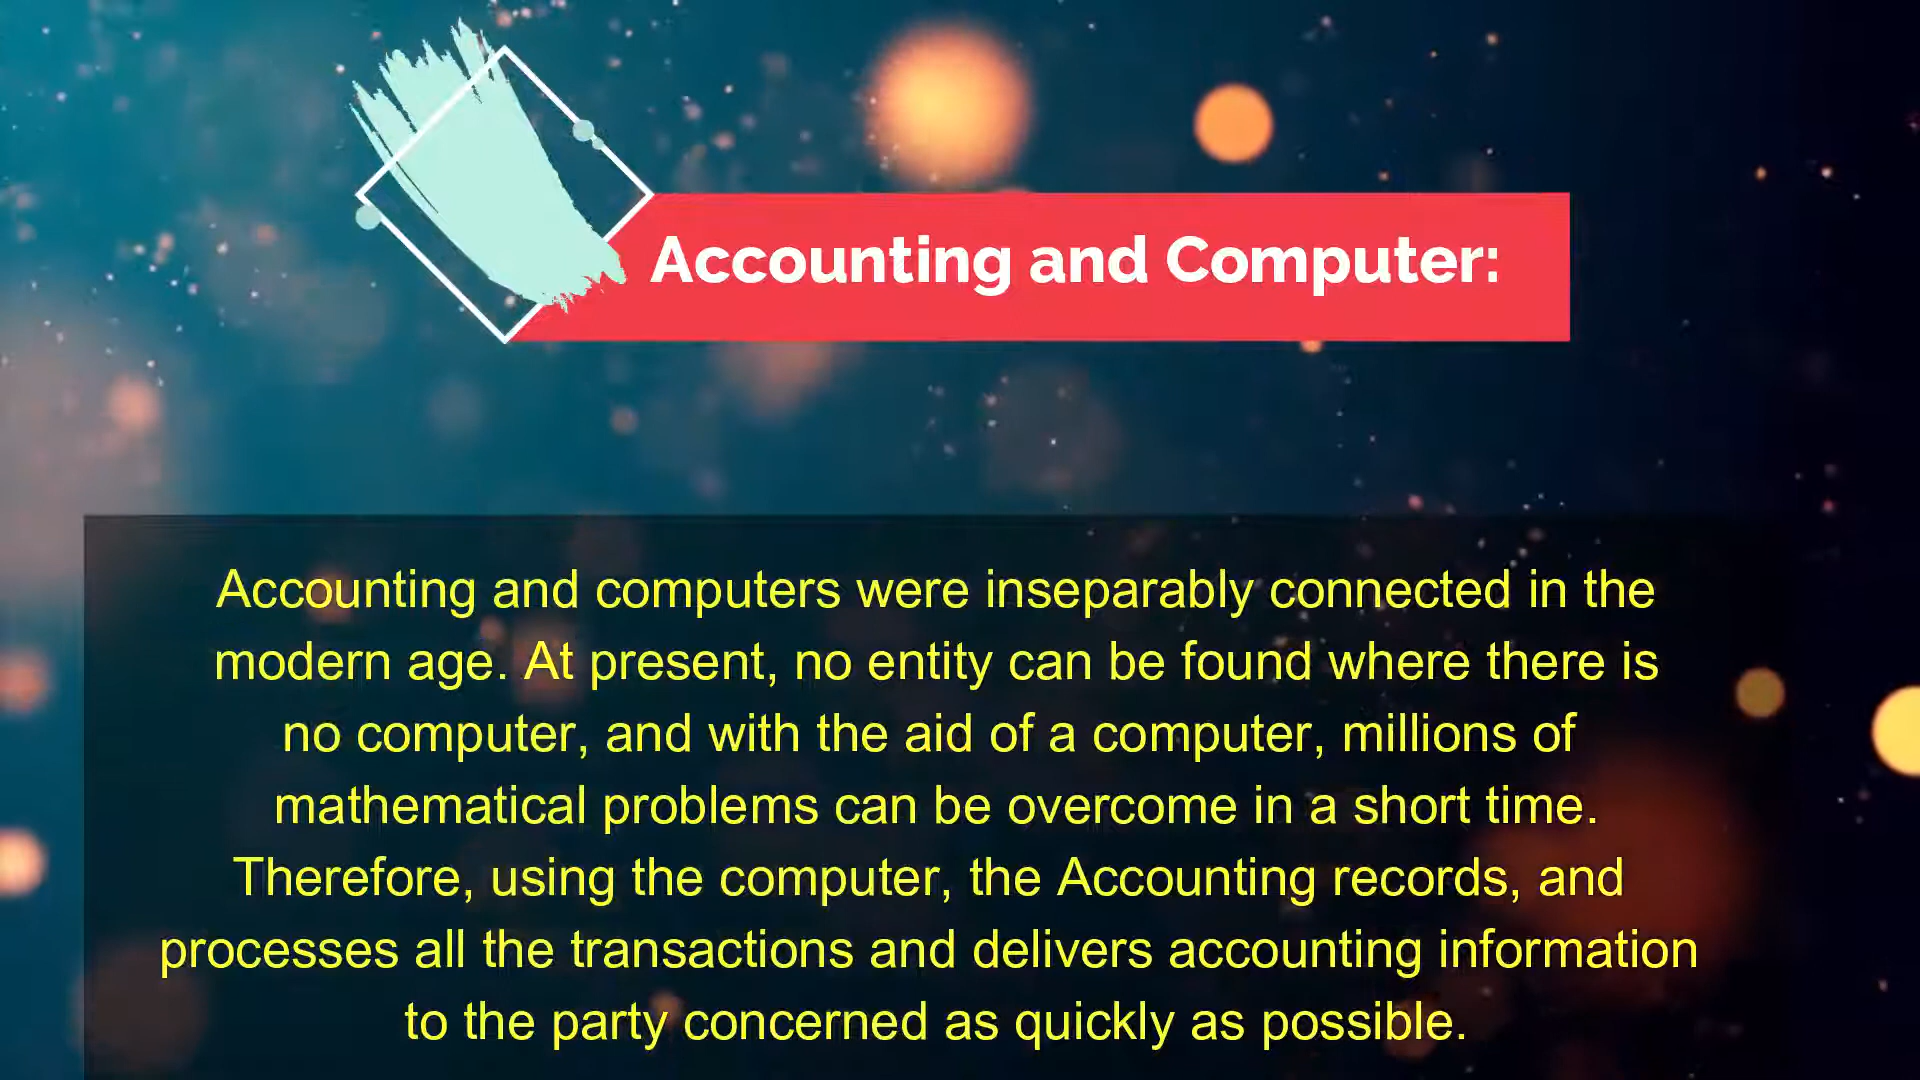 Accounting and Computer:
Accounting and computers were inseparably connected in the
modern age. At present, no entity can be found where there is
no computer, and with the aid of a computer, millions of
mathematical problems can be overcome in a short time.
Therefore, using the computer, the Accounting records, and
processes all the transactions and delivers accounting information
to the party concerned as quickly as possible.